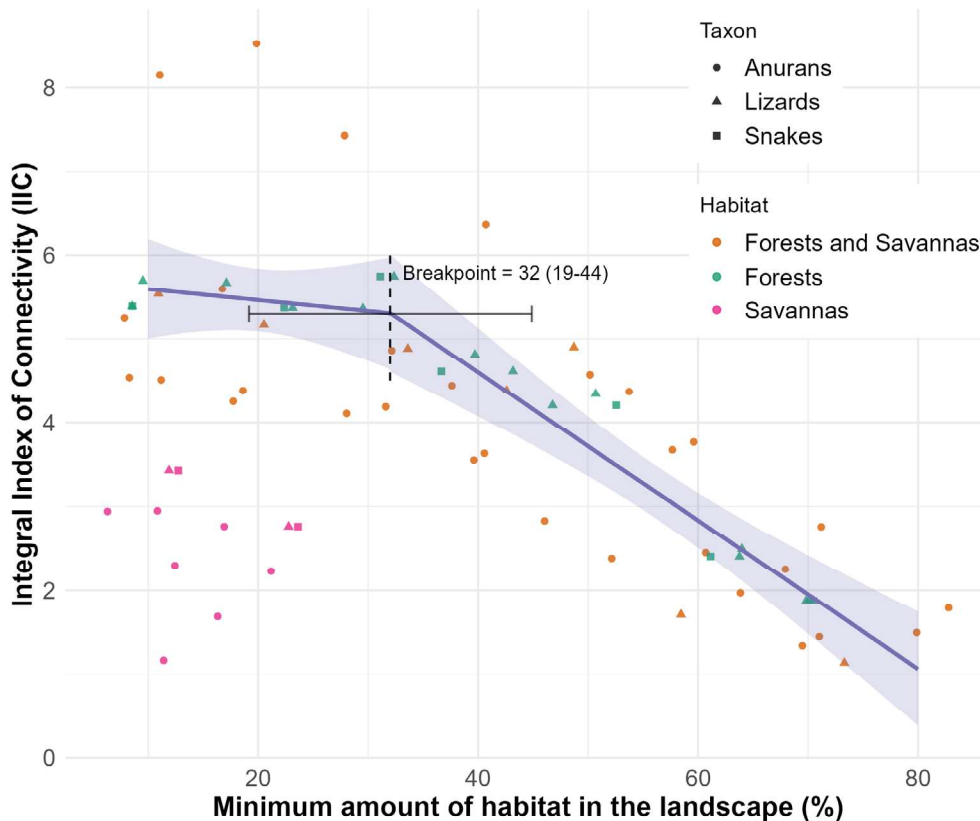 Taxon
Anurans
Lizards
Snakes
Habitat
Forests and Savannas
Forests
Savannas
Breakpoint = 32 (19-44)
Integral Index of Connectivity (IIC)
8
6
4
2
0
20 40 60 80
Minimum amount of habitat in the landscape (%)